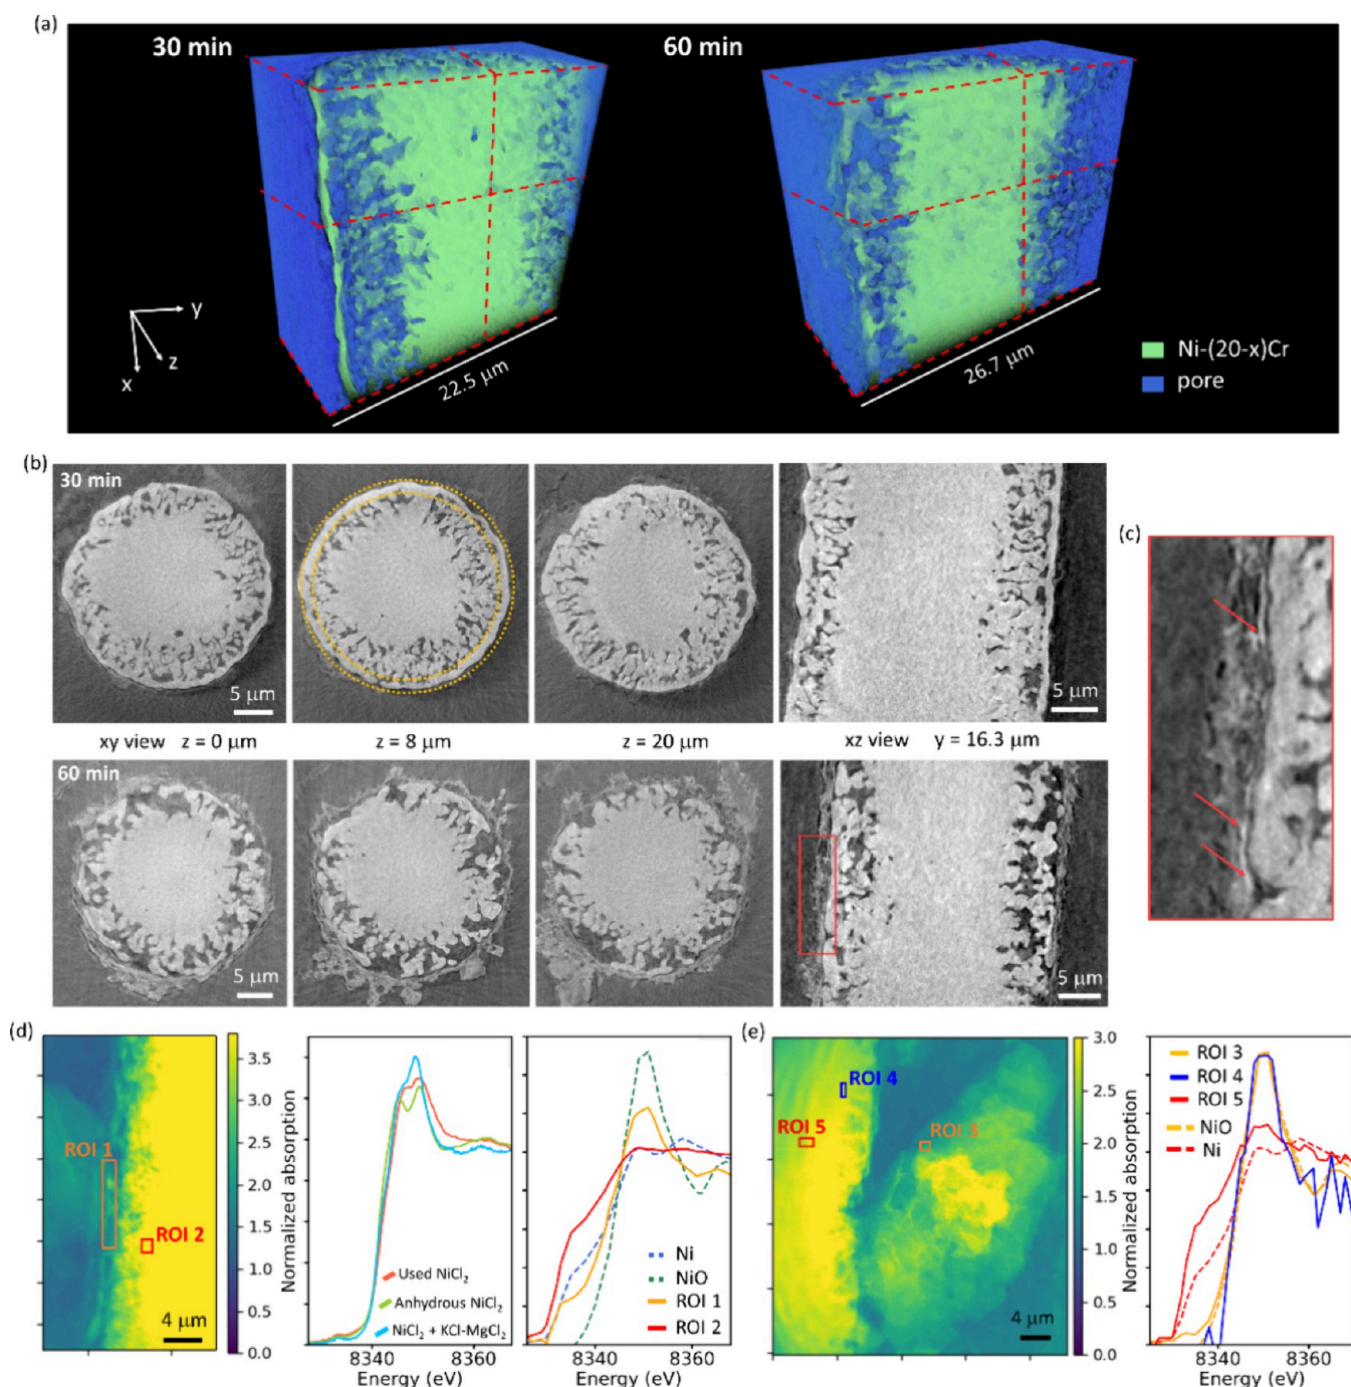 (a)
30 min
60 min
y
z
x
22.5 μm
26.7 μm
Ni-(20-x)Cr
pore
(b)
30 min
5 μm
5 μm
xy view z = 0 μm
z = 8 μm
z = 20 μm
xz view y = 16.3 μm
60 min
5 μm
5 μm
(c)
(d)
ROI 1
ROI 2
4 μm
3.5
3.0
2.5
2.0
1.5
1.0
0.5
0.0
Normalized absorption
Used NiCl₂
Anhydrous NiCl₂
NiCl₂ + KCl-MgCl₂
8340 8360
Energy (eV)
Ni
NiO
ROI 1
ROI 2
8340 8360
Energy (eV)
(e)
ROI 4
ROI 5
ROI 3
4 μm
3.0
2.5
2.0
1.5
1.0
0.5
0.0
Normalized absorption
ROI 3
ROI 4
ROI 5
NiO
Ni
8340 8360
Energy (eV)